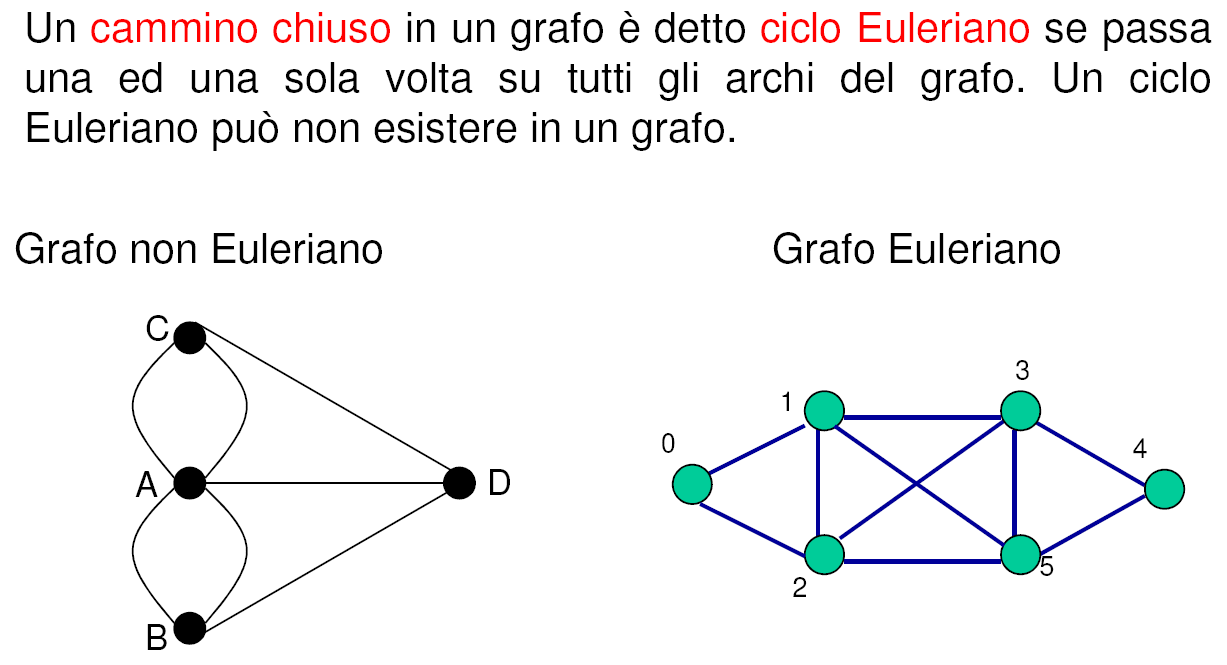 Un cammino chiuso in un grafo è detto ciclo Euleriano se passa
una ed una sola volta su tutti gli archi del grafo. Un ciclo
Euleriano può non esistere in un grafo.
Grafo non Euleriano
Grafo Euleriano
C
A
D
B
3
1
0
4
2
5